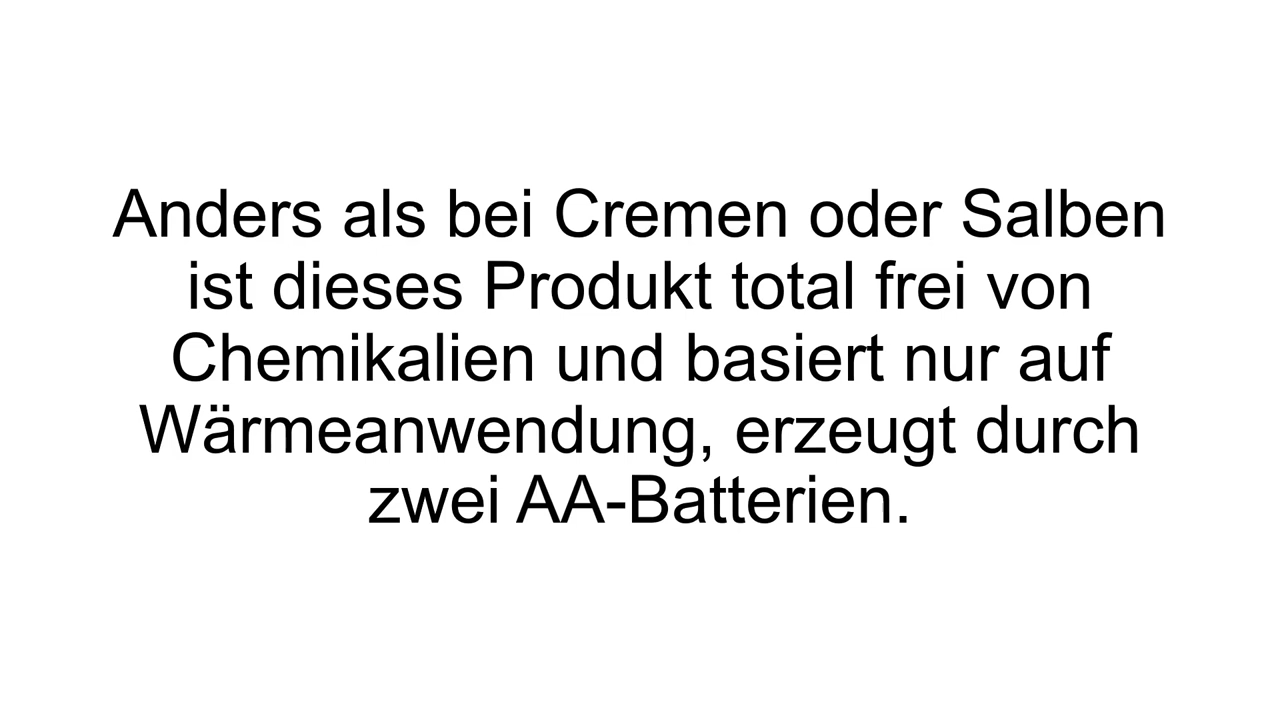 Anders als bei Cremen oder Salben
ist dieses Produkt total frei von
Chemikalien und basiert nur auf
Wärmeanwendung, erzeugt durch
zwei AA-Batterien.